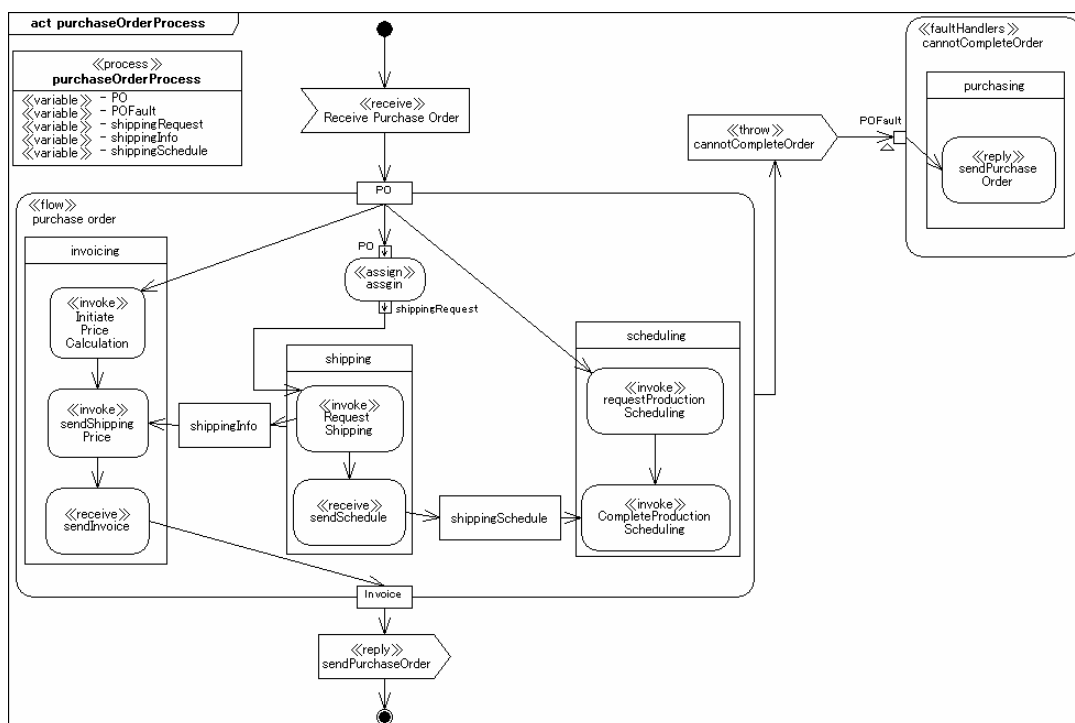 act purchaseOrderProcess
≪process≫
purchaseOrderProcess
≪variable≫ - PO
≪variable≫ - POFault
≪variable≫ - shippingRequest
≪variable≫ - shippingInfo
≪variable≫ - shippingSchedule
≪receive≫
Receive Purchase Order
≪throw≫
cannotCompleteOrder
POFault
≪faultHandlers≫
cannotCompleteOrder
purchasing
≪reply≫
sendPurchase
Order
PO
≪flow≫
purchase order
invoicing
≪invoke≫
Initiate
Price
Calculation
≪invoke≫
sendShipping
Price
≪receive≫
sendInvoice
PO
≪assign≫
assgin
shippingRequest
shippingInfo
shipping
≪invoke≫
Request
Shipping
≪receive≫
sendSchedule
shippingSchedule
scheduling
≪invoke≫
requestProduction
Scheduling
≪invoke≫
CompleteProduction
Scheduling
Invoice
≪reply≫
sendPurchaseOrder